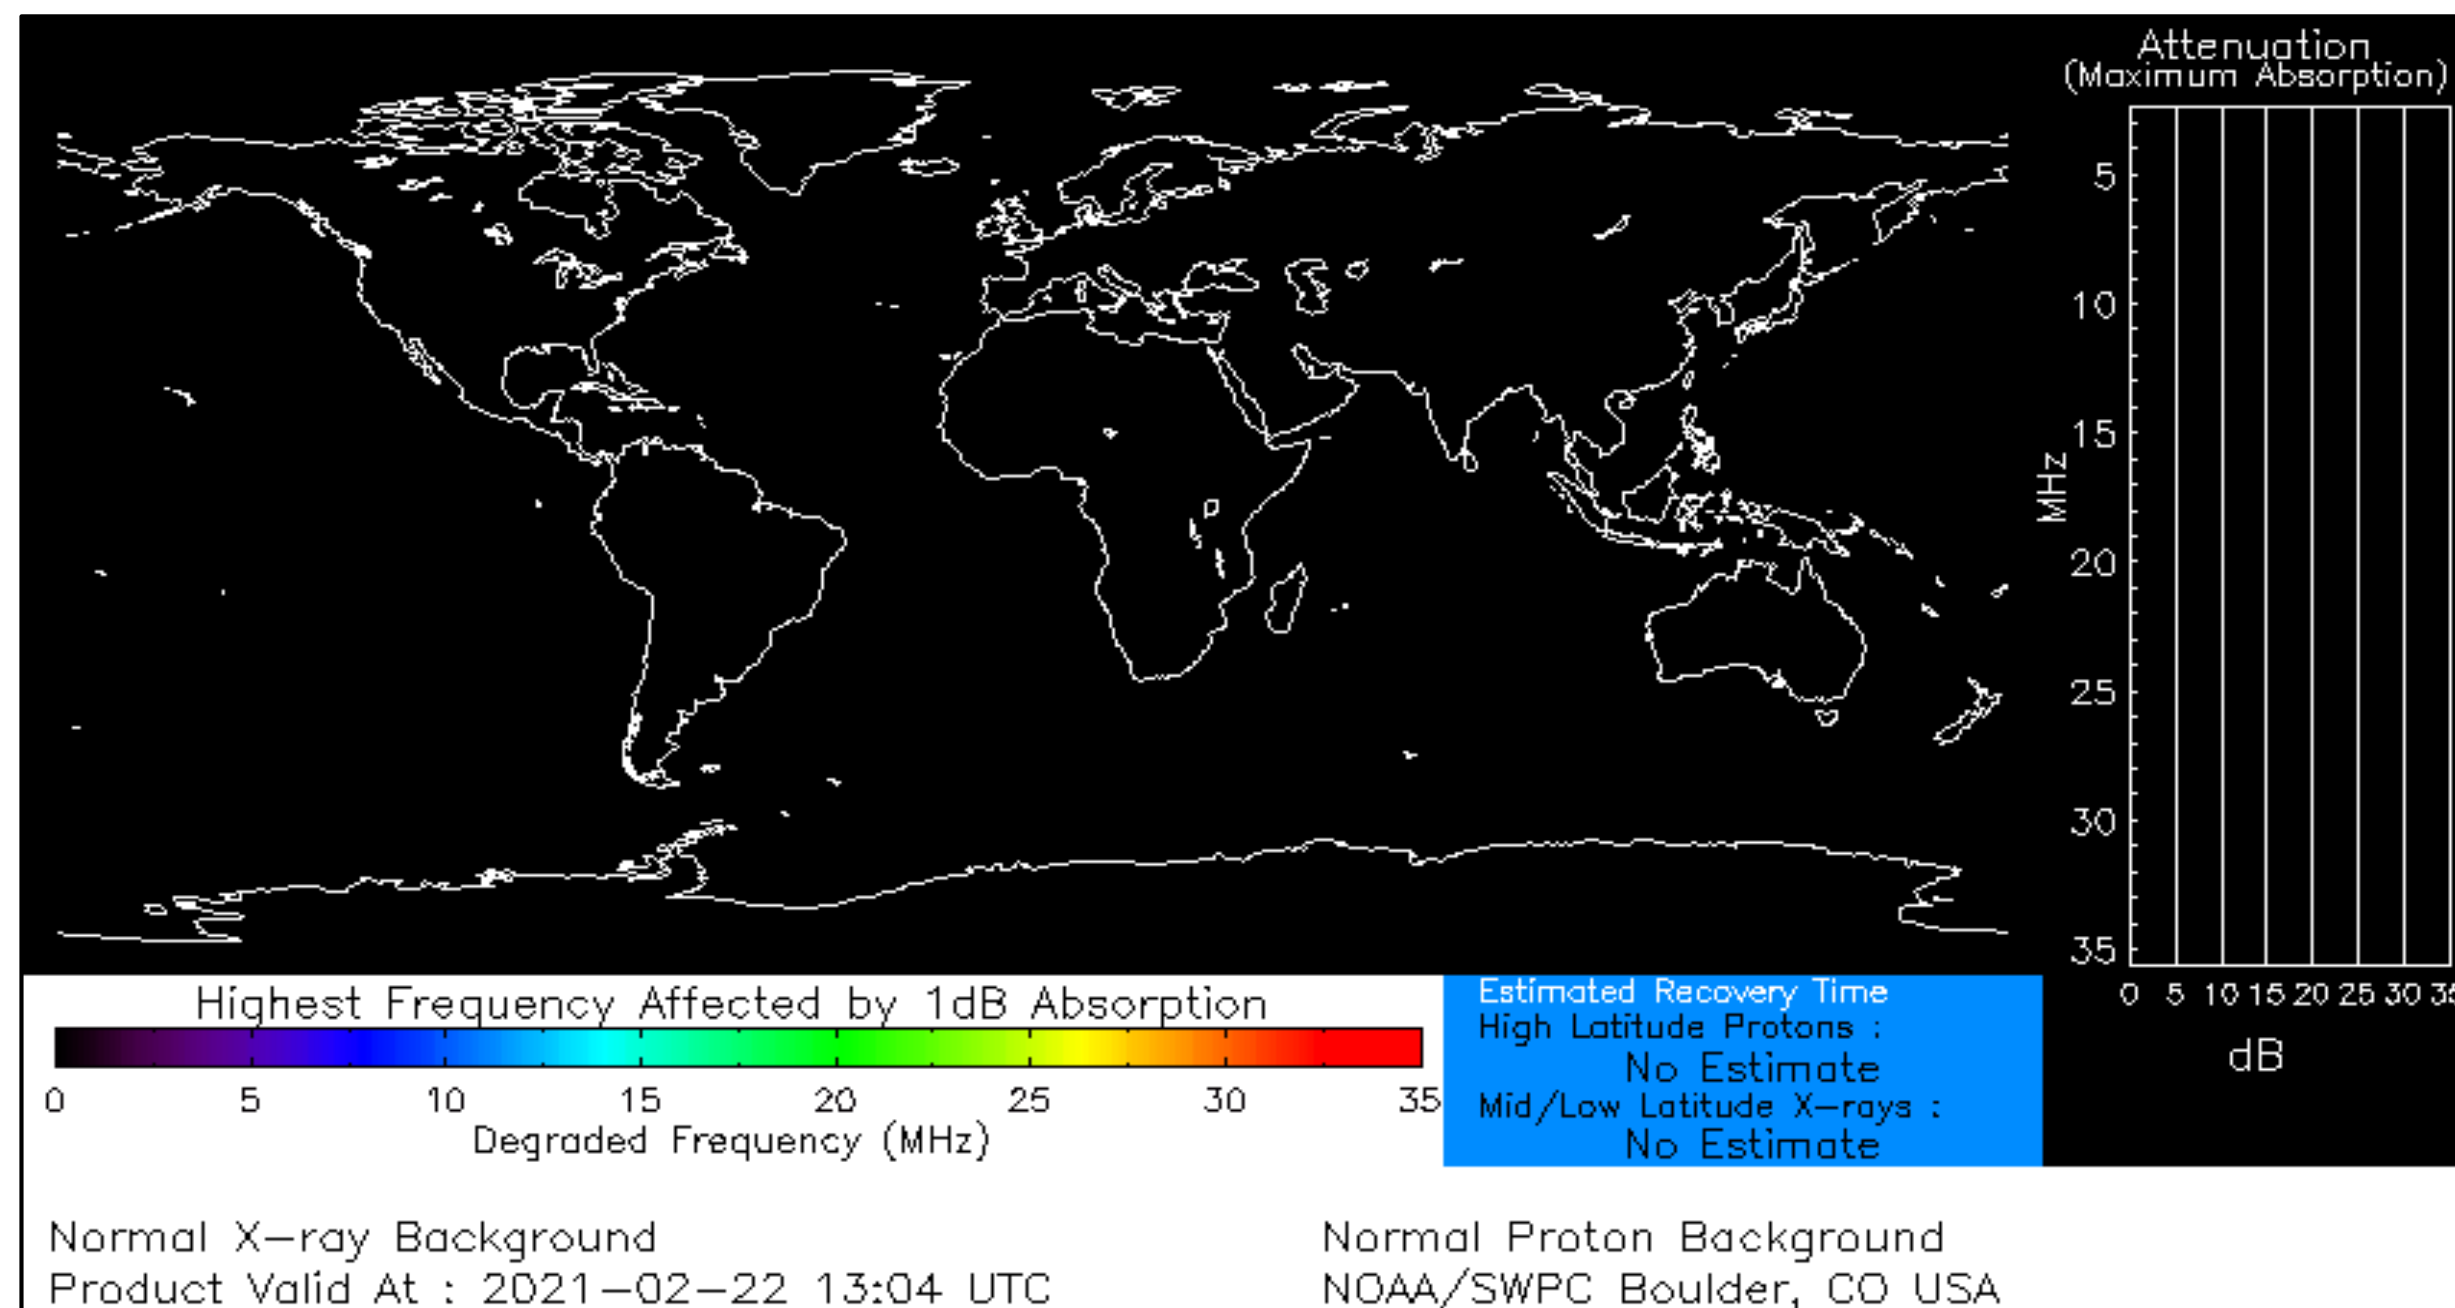 Attenuation
(Maximum Absorption)
5
10
15
20
25
30
35
MHz
0 5 10 15 20 25 30
dB
Highest Frequency Affected by 1dB Absorption
0 5 10 15 20 25 30 35
Degraded Frequency (MHz)
Estimated Recovery Time
High Latitude Protons :
No Estimate
Mid/Low Latitude X-rays :
No Estimate
Normal X-ray Background
Normal Proton Background
Product Valid At : 2021-02-22 13:04 UTC
NOAA/SWPC Boulder, CO USA